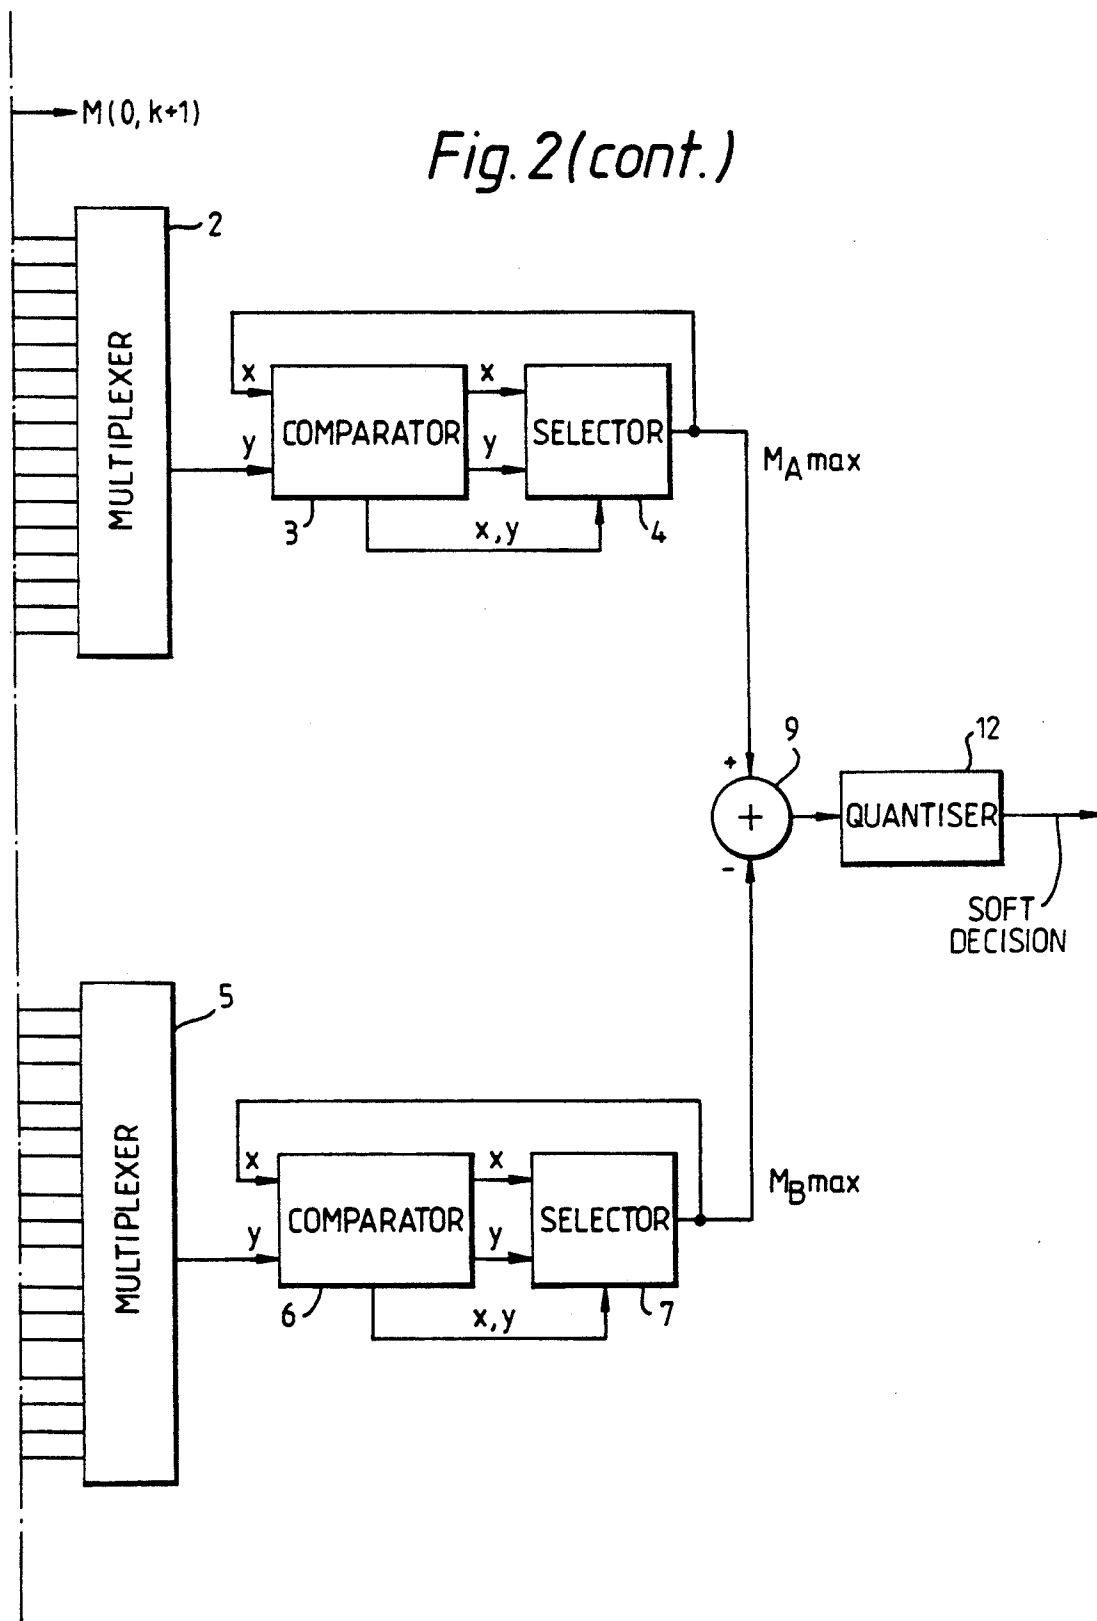 M(0, k+1)
Fig. 2 (cont.)
2
MULTIPLEXER
x
y
COMPARATOR
3
x
y
x, y
SELECTOR
4
MA max
+
9
+
-
12
QUANTISER
SOFT
DECISION
5
MULTIPLEXER
x
y
COMPARATOR
6
x
y
x, y
SELECTOR
7
MB max